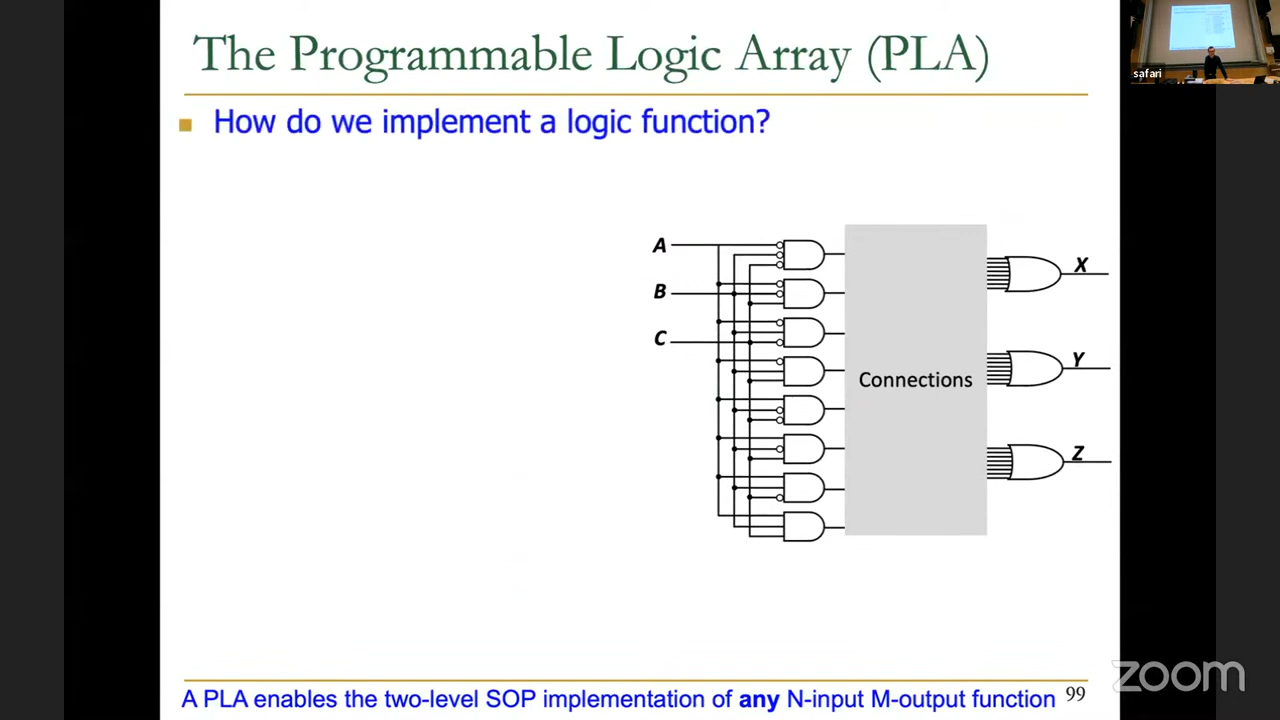 The Programmable Logic Array (PLA)
safari
How do we implement a logic function?
A
B
C
Connections
X
Y
Z
A PLA enables the two-level SOP implementation of any N-input M-output function 99
zoom